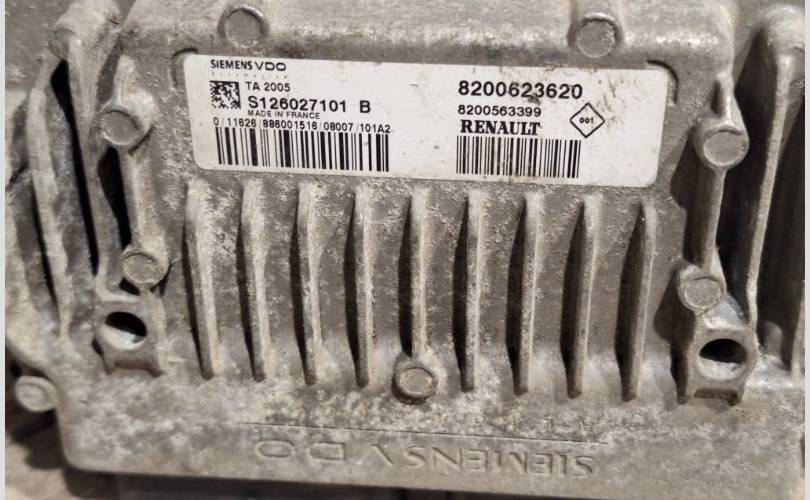 SIEMENS VDO
Automotive
TA 2005
S126027101 B
MADE IN FRANCE
0/11626/886001516/08007/101A2
8200623620
8200563399
RENAULT
001
SIEMENS VDO